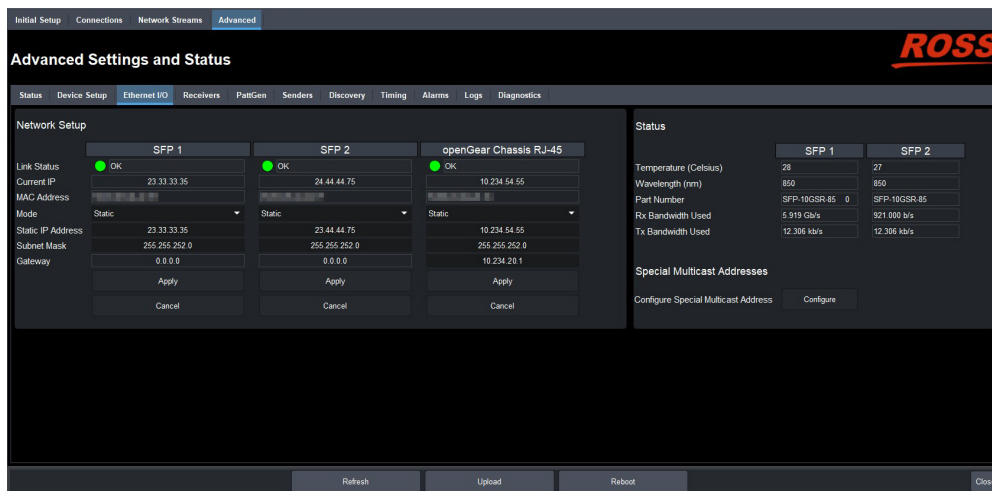 Initial Setup Connections Network Streams Advanced
Advanced Settings and Status
ROSS
Status Device Setup Ethernet I/O Receivers PattGen Senders Discovery Timing Alarms Logs Diagnostics
Network Setup
SFP 1 SFP 2 openGear Chassis RJ-45
Link Status OK OK OK
Current IP 23.33.33.35 24.44.44.75 10.234.54.55
MAC Address
Mode Static Static Static
Static IP Address 23.33.33.35 23.44.44.75 10.234.54.55
Subnet Mask 255.255.252.0 255.255.252.0 255.255.252.0
Gateway 0.0.0.0 0.0.0.0 10.234.20.1
Apply Apply Apply
Cancel Cancel Cancel
Status
SFP 1 SFP 2
Temperature (Celsius) 28 27
Wavelength (nm) 850 850
Part Number SFP-10GSR-85 0 SFP-10GSR-85
Rx Bandwidth Used 5.919 Gb/s 921.000 b/s
Tx Bandwidth Used 12.306 kb/s 12.306 kb/s
Special Multicast Addresses
Configure Special Multicast Address Configure
Refresh Upload Reboot Close